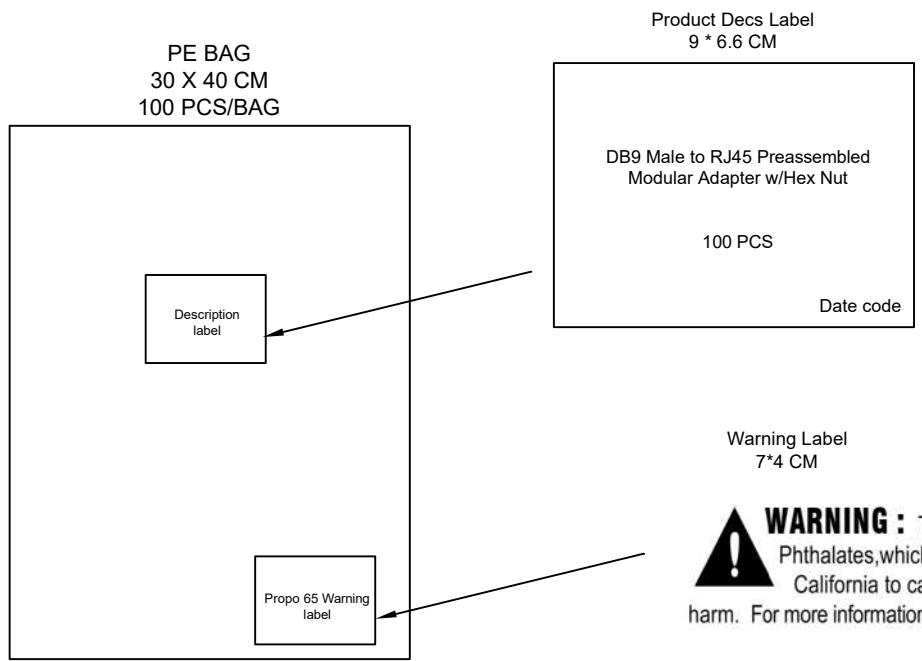 PE BAG
30 X 40 CM
100 PCS/BAG
Description
label
Propo 65 Warning
label
Product Decs Label
9 * 6.6 CM
DB9 Male to RJ45 Preassembled
Modular Adapter w/Hex Nut
100 PCS
Date code
Warning Label
7*4 CM
WARNING :
Phthalates,which
California to
harm. For more information